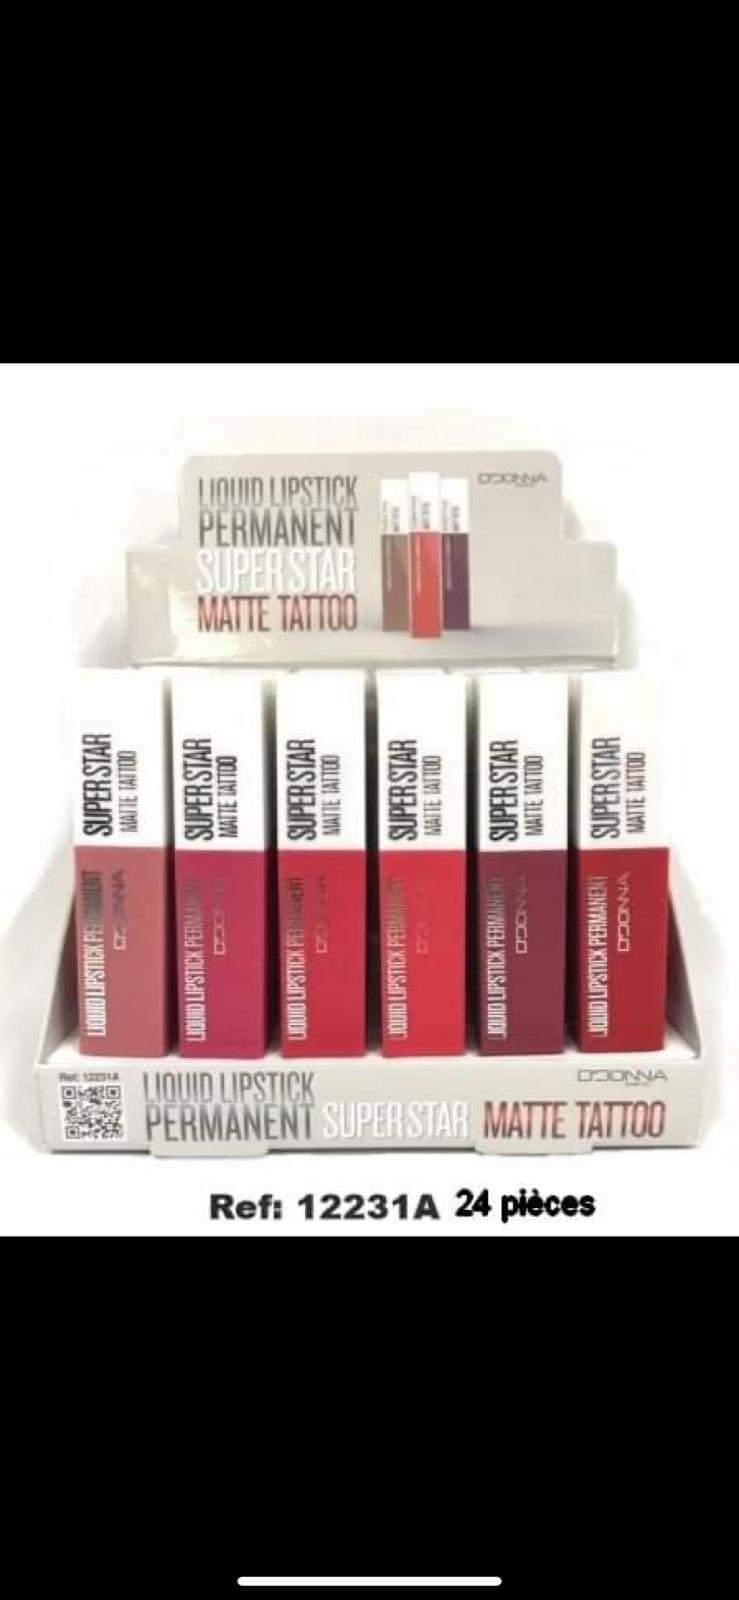 LIQUID LIPSTICK
PERMANENT
SUPER STAR
MATTE TATTOO
D'DONNA
SUPER STAR
MATTE TATTOO
LIQUID LIPSTICK PERMANENT
D'DONNA
SUPER STAR
MATTE TATTOO
LIQUID LIPSTICK PERMANENT
D'DONNA
SUPER STAR
MATTE TATTOO
LIQUID LIPSTICK PERMANENT
D'DONNA
SUPER STAR
MATTE TATTOO
LIQUID LIPSTICK PERMANENT
SUPER STAR
MATTE TATTOO
LIQUID LIPSTICK PERMANENT
D'DONNA
SUPER STAR
MATTE TATTOO
LIQUID LIPSTICK PERMANENT
D'DONNA
Ref: 12231A
LIQUID LIPSTICK
PERMANENT SUPER STAR MATTE TATTOO
D'DONNA
Ref: 12231A 24 pièces